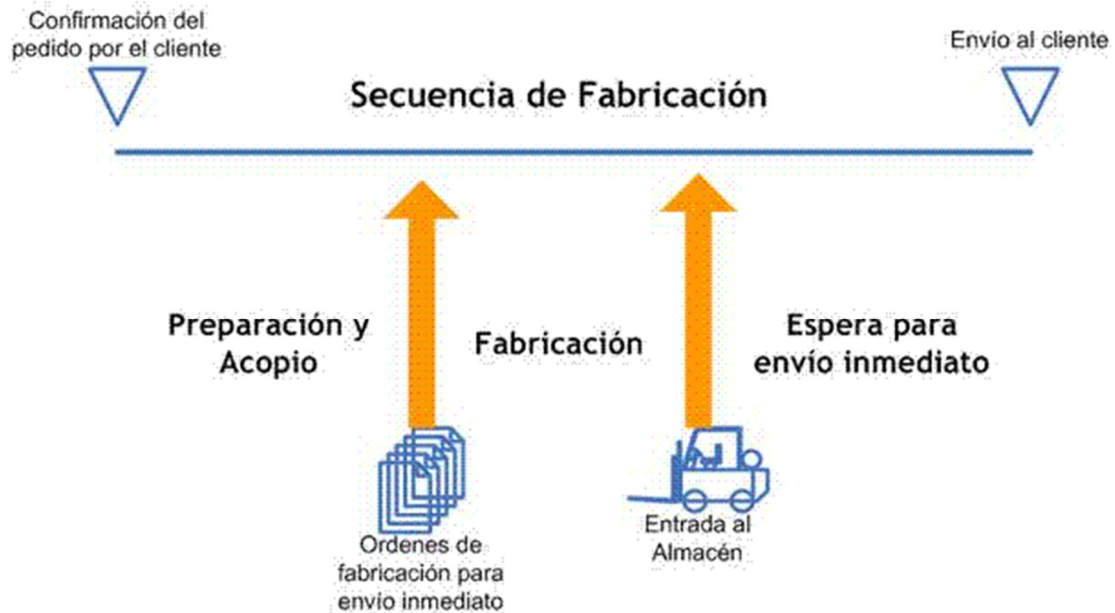 Confirmación del
pedido por el cliente
Envío al cliente
Secuencia de Fabricación
Preparación y
Acopio
Fabricación
Espera para
envío inmediato
Ordenes de
fabricación para
envío inmediato
Entrada al
Almacén